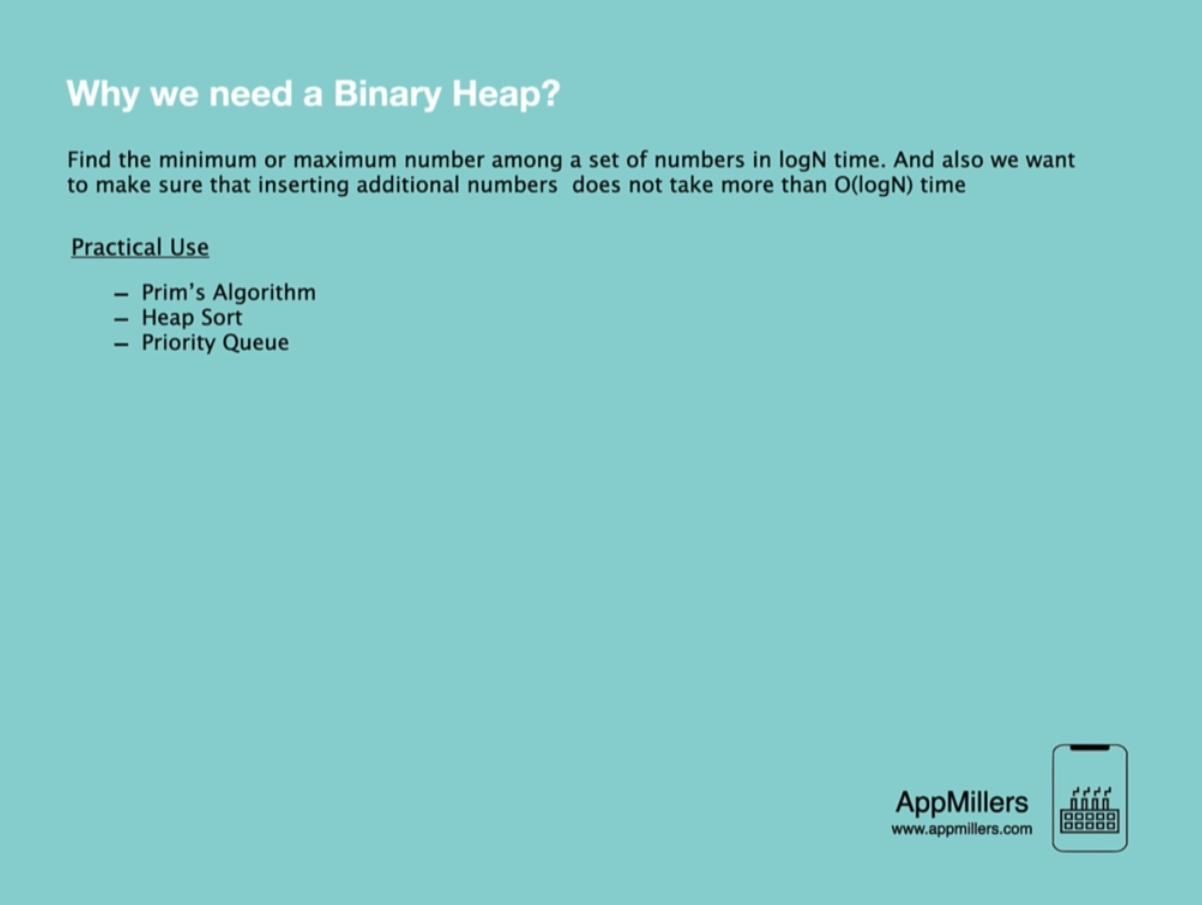 Why we need a Binary Heap?
Find the minimum or maximum number among a set of numbers in logN time. And also we want
to make sure that inserting additional numbers  does not take more than O(logN) time
Practical Use
– Prim’s Algorithm
– Heap Sort
– Priority Queue
AppMillers
www.appmillers.com